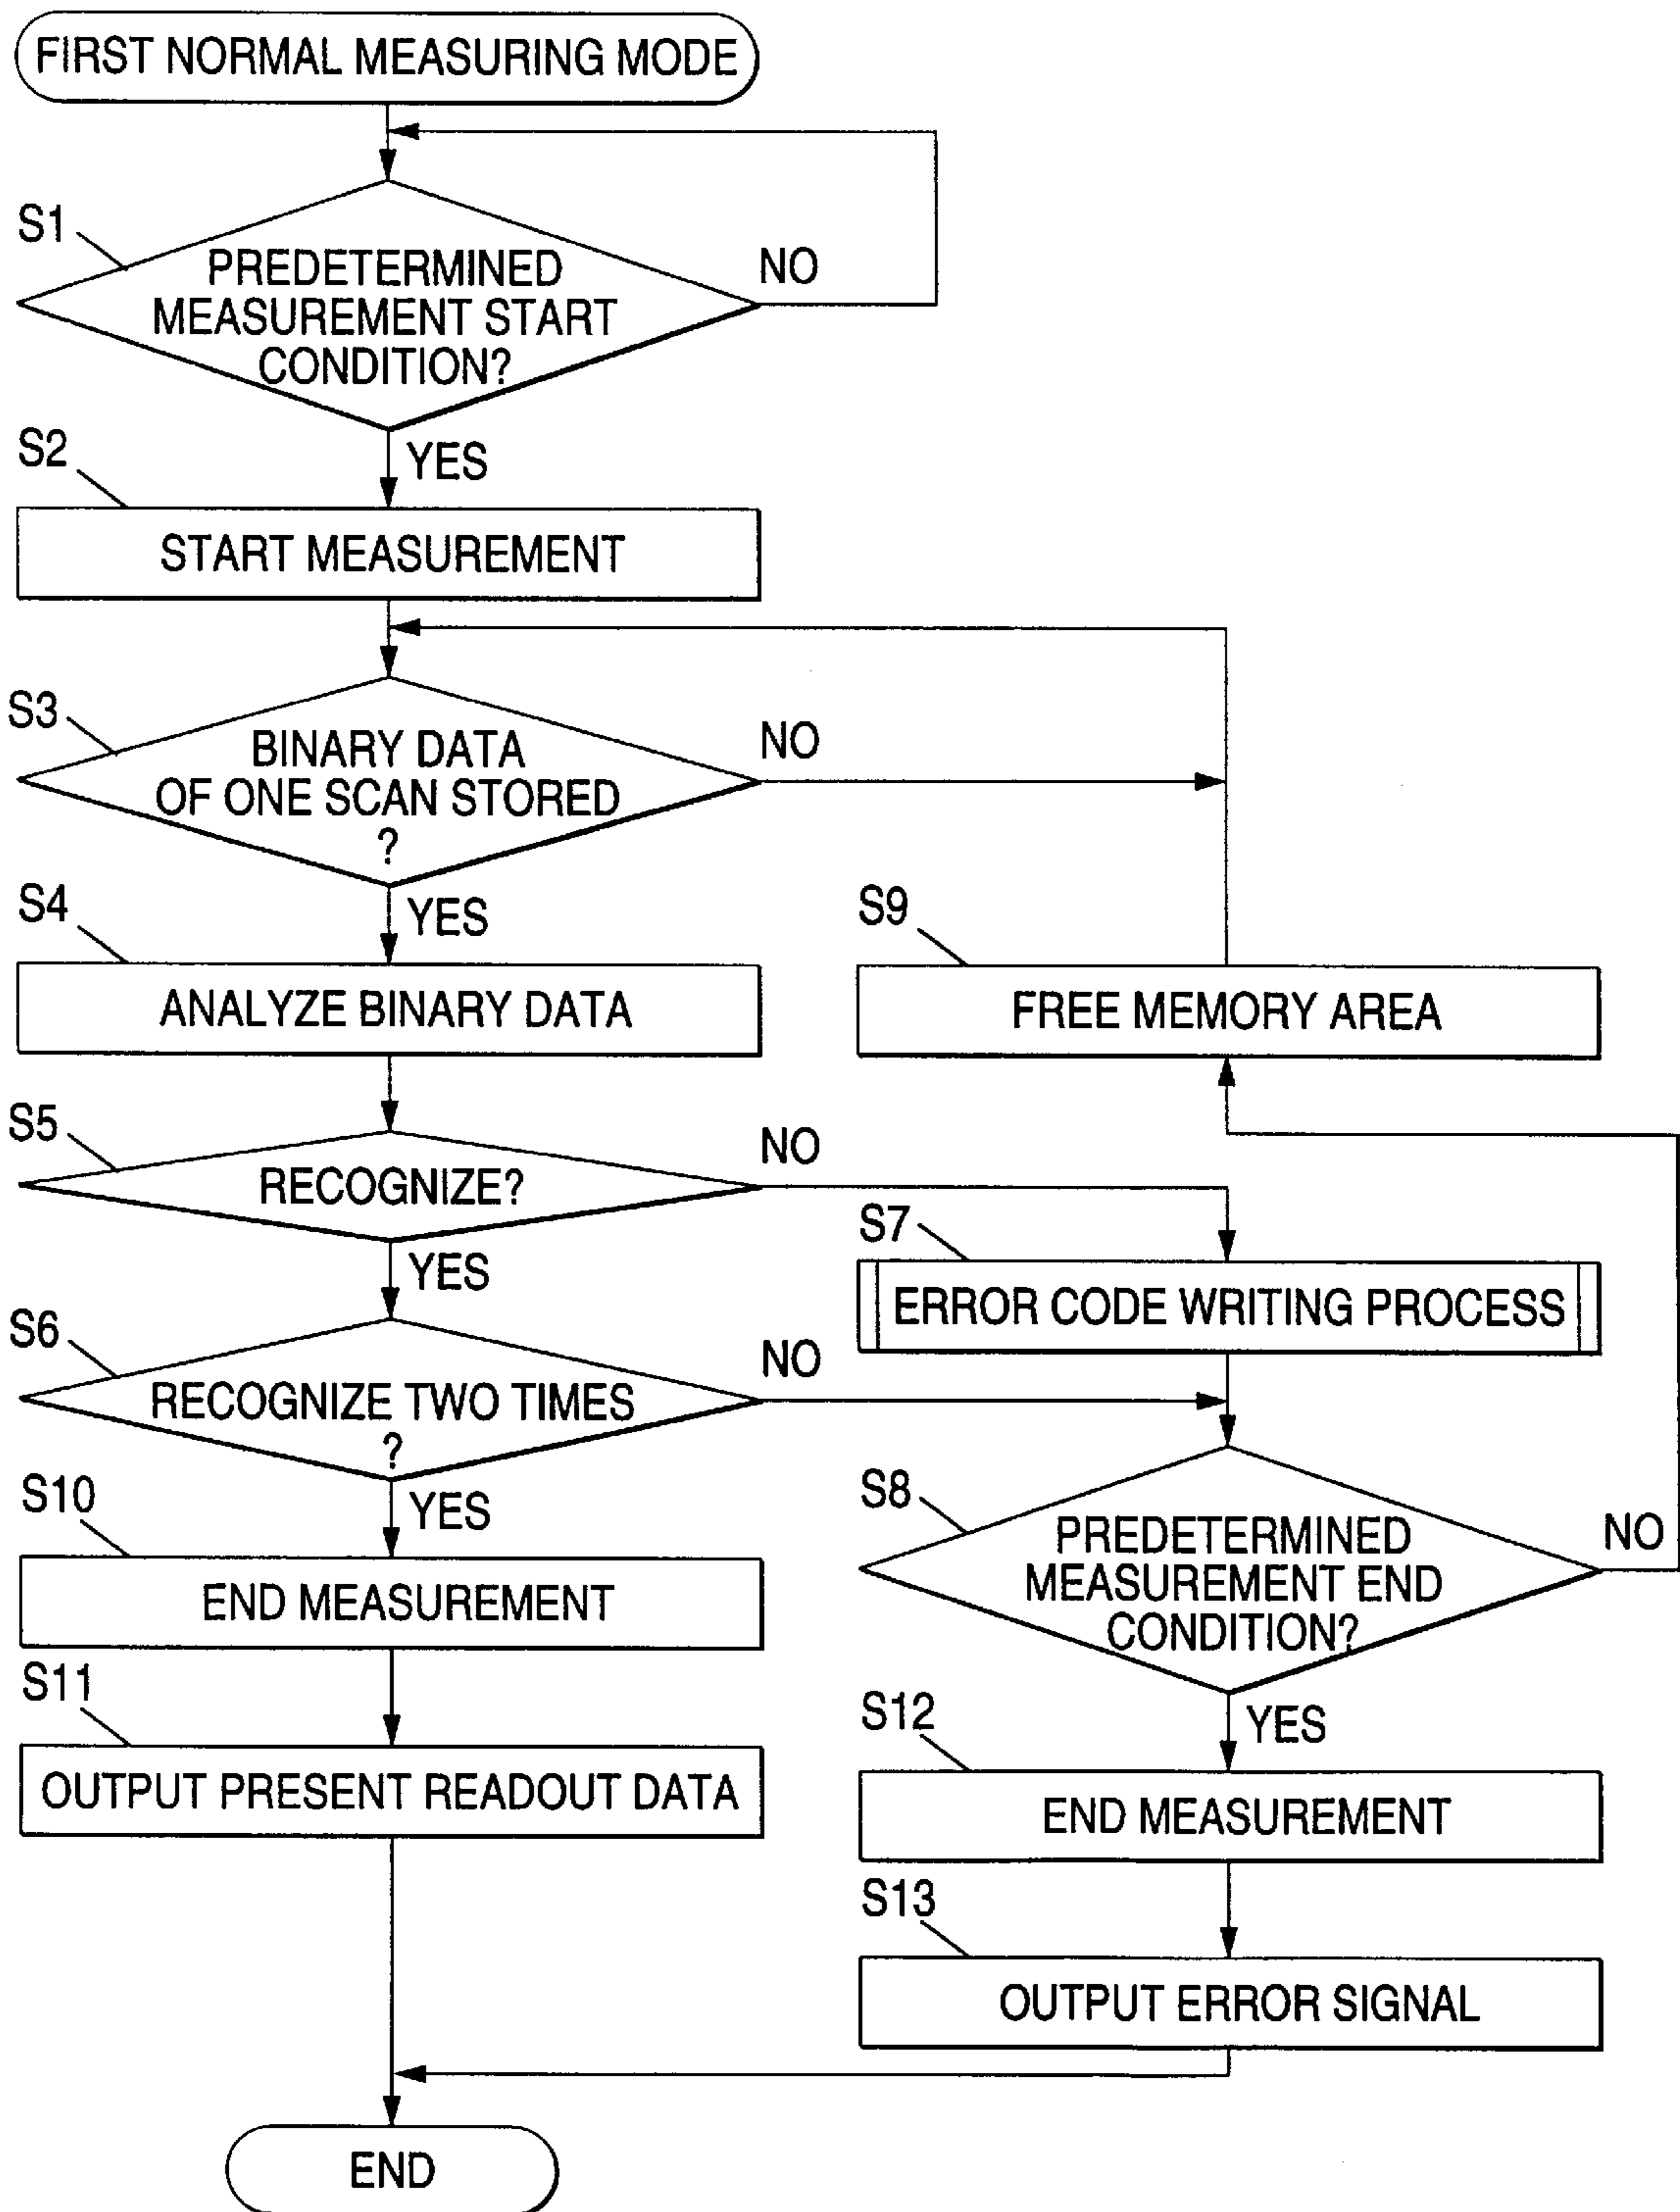 FIRST NORMAL MEASURING MODE
S1
PREDETERMINED
MEASUREMENT START
CONDITION?
NO
YES
S2
START MEASUREMENT
S3
BINARY DATA
OF ONE SCAN STORED
?
NO
YES
S4
ANALYZE BINARY DATA
S9
FREE MEMORY AREA
S5
RECOGNIZE?
NO
YES
S7
ERROR CODE WRITING PROCESS
S6
RECOGNIZE TWO TIMES
?
NO
YES
S8
PREDETERMINED
MEASUREMENT END
CONDITION?
NO
YES
S10
END MEASUREMENT
S11
OUTPUT PRESENT READOUT DATA
S12
END MEASUREMENT
S13
OUTPUT ERROR SIGNAL
END